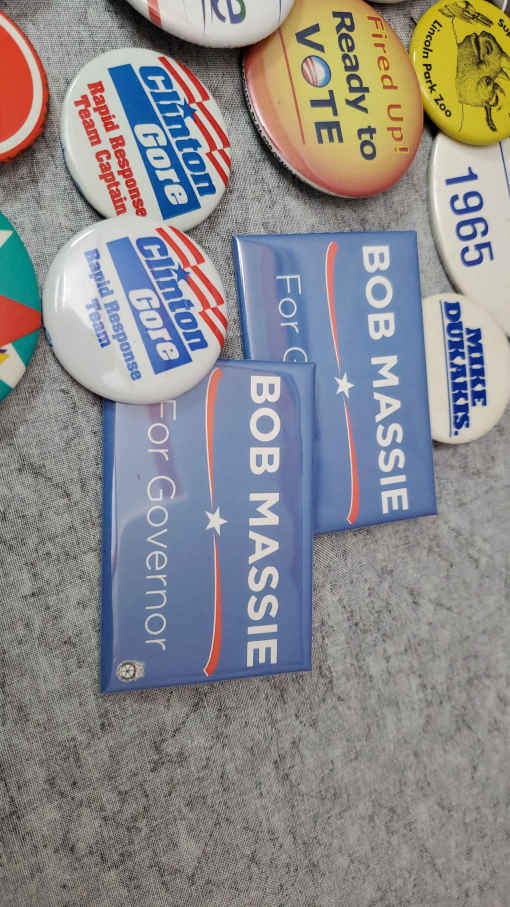 Fired Up!
Ready to
VOTE
Lincoln Park Zoo
Clinton
Gore
Rapid Response
Team Captain
1965
Clinton
Gore
Rapid Response
Team
BOB MASSIE
For G
MIKE
DUKAKIS.
BOB MASSIE
For Governor